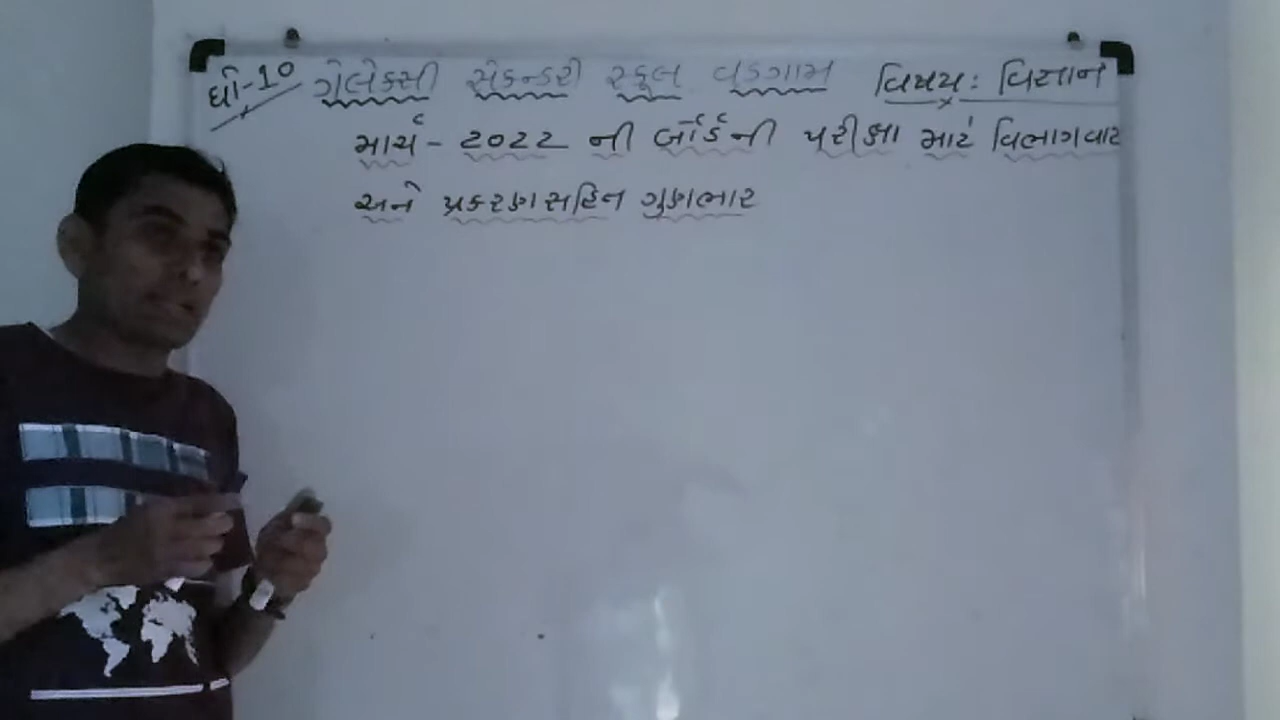 ધો-10 ગેલેક્સી સેકન્ડરી સ્કૂલ વડગામ વિષય: વિજ્ઞાન
માર્ચ - 2022 ની બોર્ડની પરીક્ષા માટે વિભાગવાર
અને પ્રકરણસહિત ગુણભાર